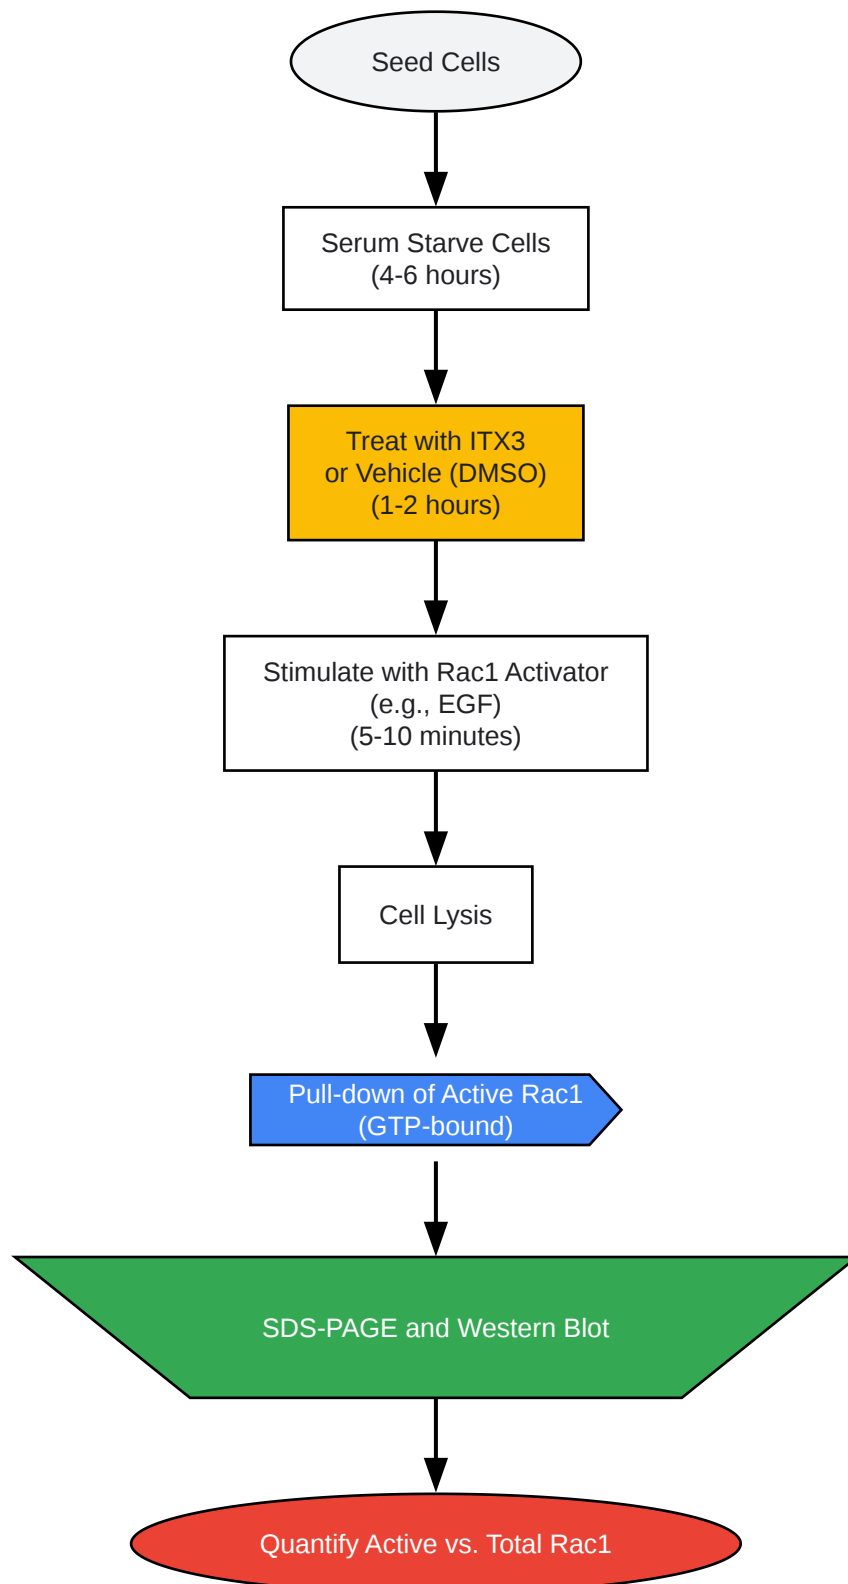 Seed Cells
Serum Starve Cells
(4-6 hours)
Treat with ITX3
or Vehicle (DMSO)
(1-2 hours)
Stimulate with Rac1 Activator
(e.g., EGF)
(5-10 minutes)
Cell Lysis
Pull-down of Active Rac1
(GTP-bound)
SDS-PAGE and Western Blot
Quantify Active vs. Total Rac1